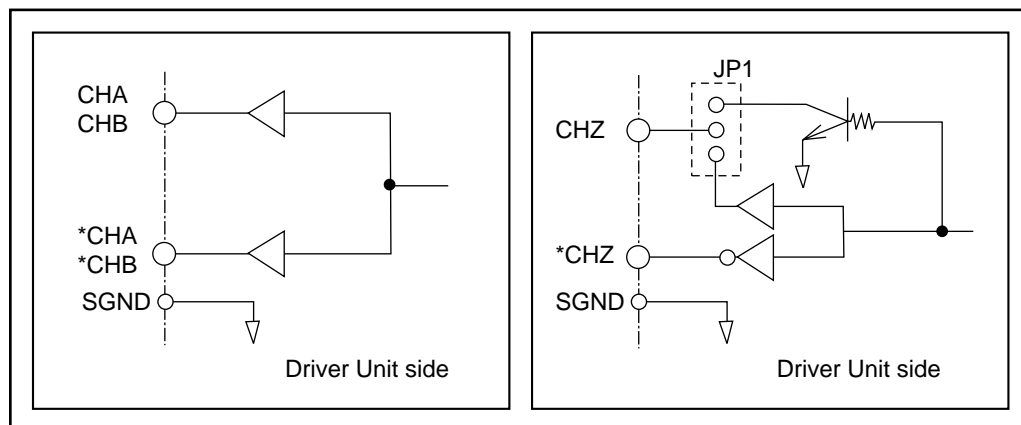 CHA
CHB
*CHA
*CHB
SGND
Driver Unit side
JP1
CHZ
*CHZ
SGND
Driver Unit side